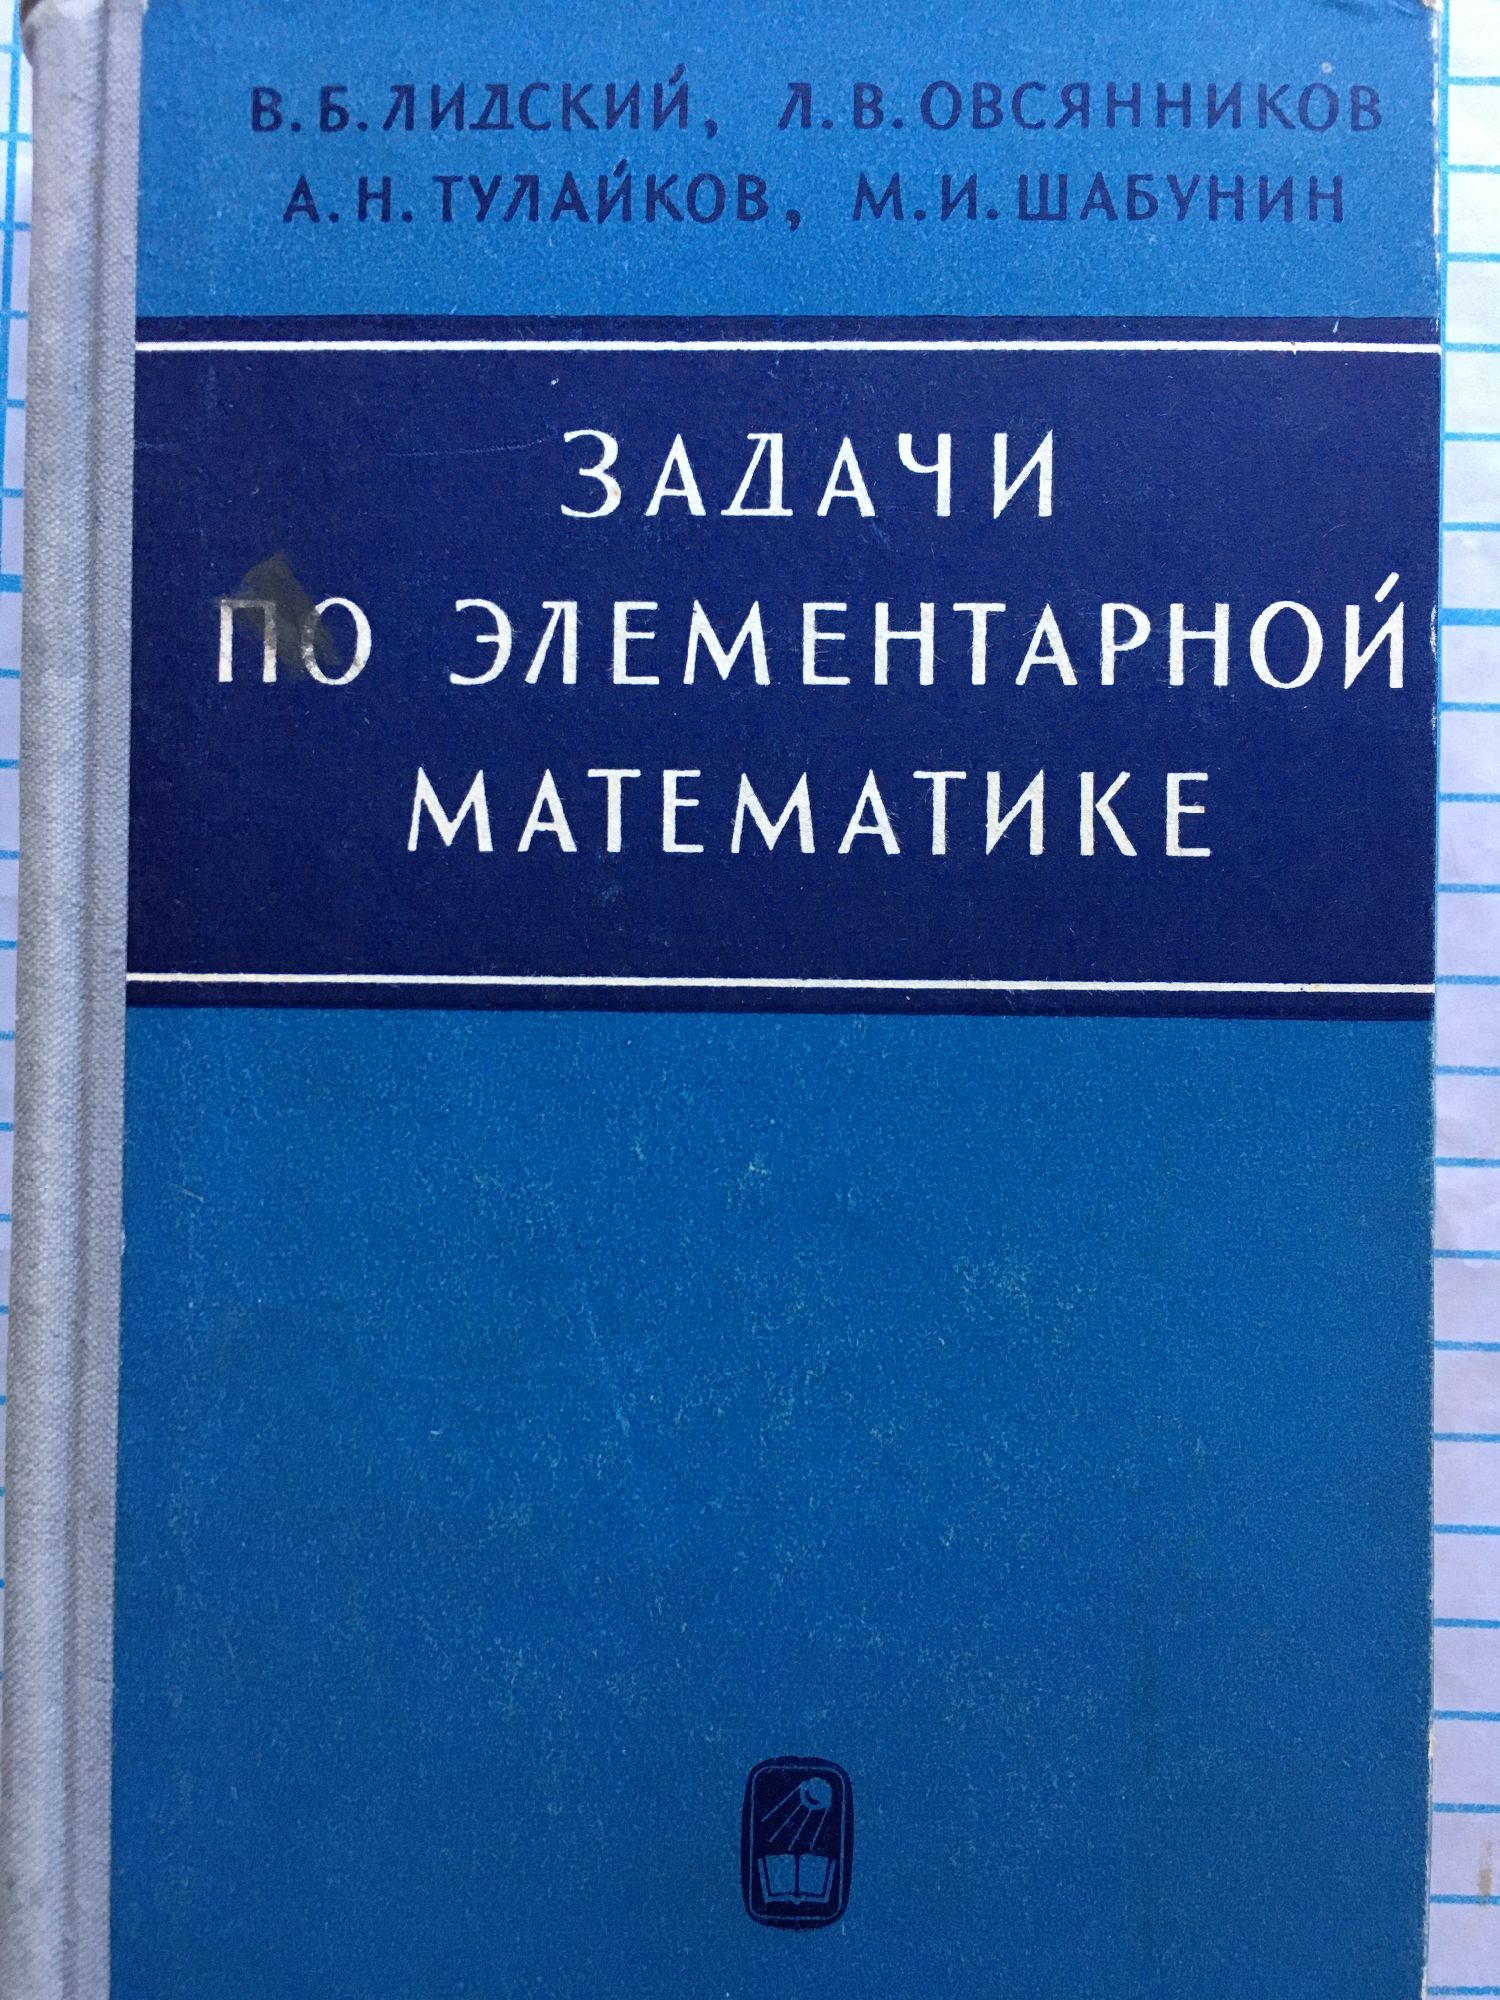 В. Б. ЛИДСКИЙ, Л. В. ОВСЯННИКОВ
А. Н. ТУЛАЙКОВ, М. И. ШАБУНИН
ЗАДАЧИ
ПО ЭЛЕМЕНТАРНОЙ
МАТЕМАТИКЕ